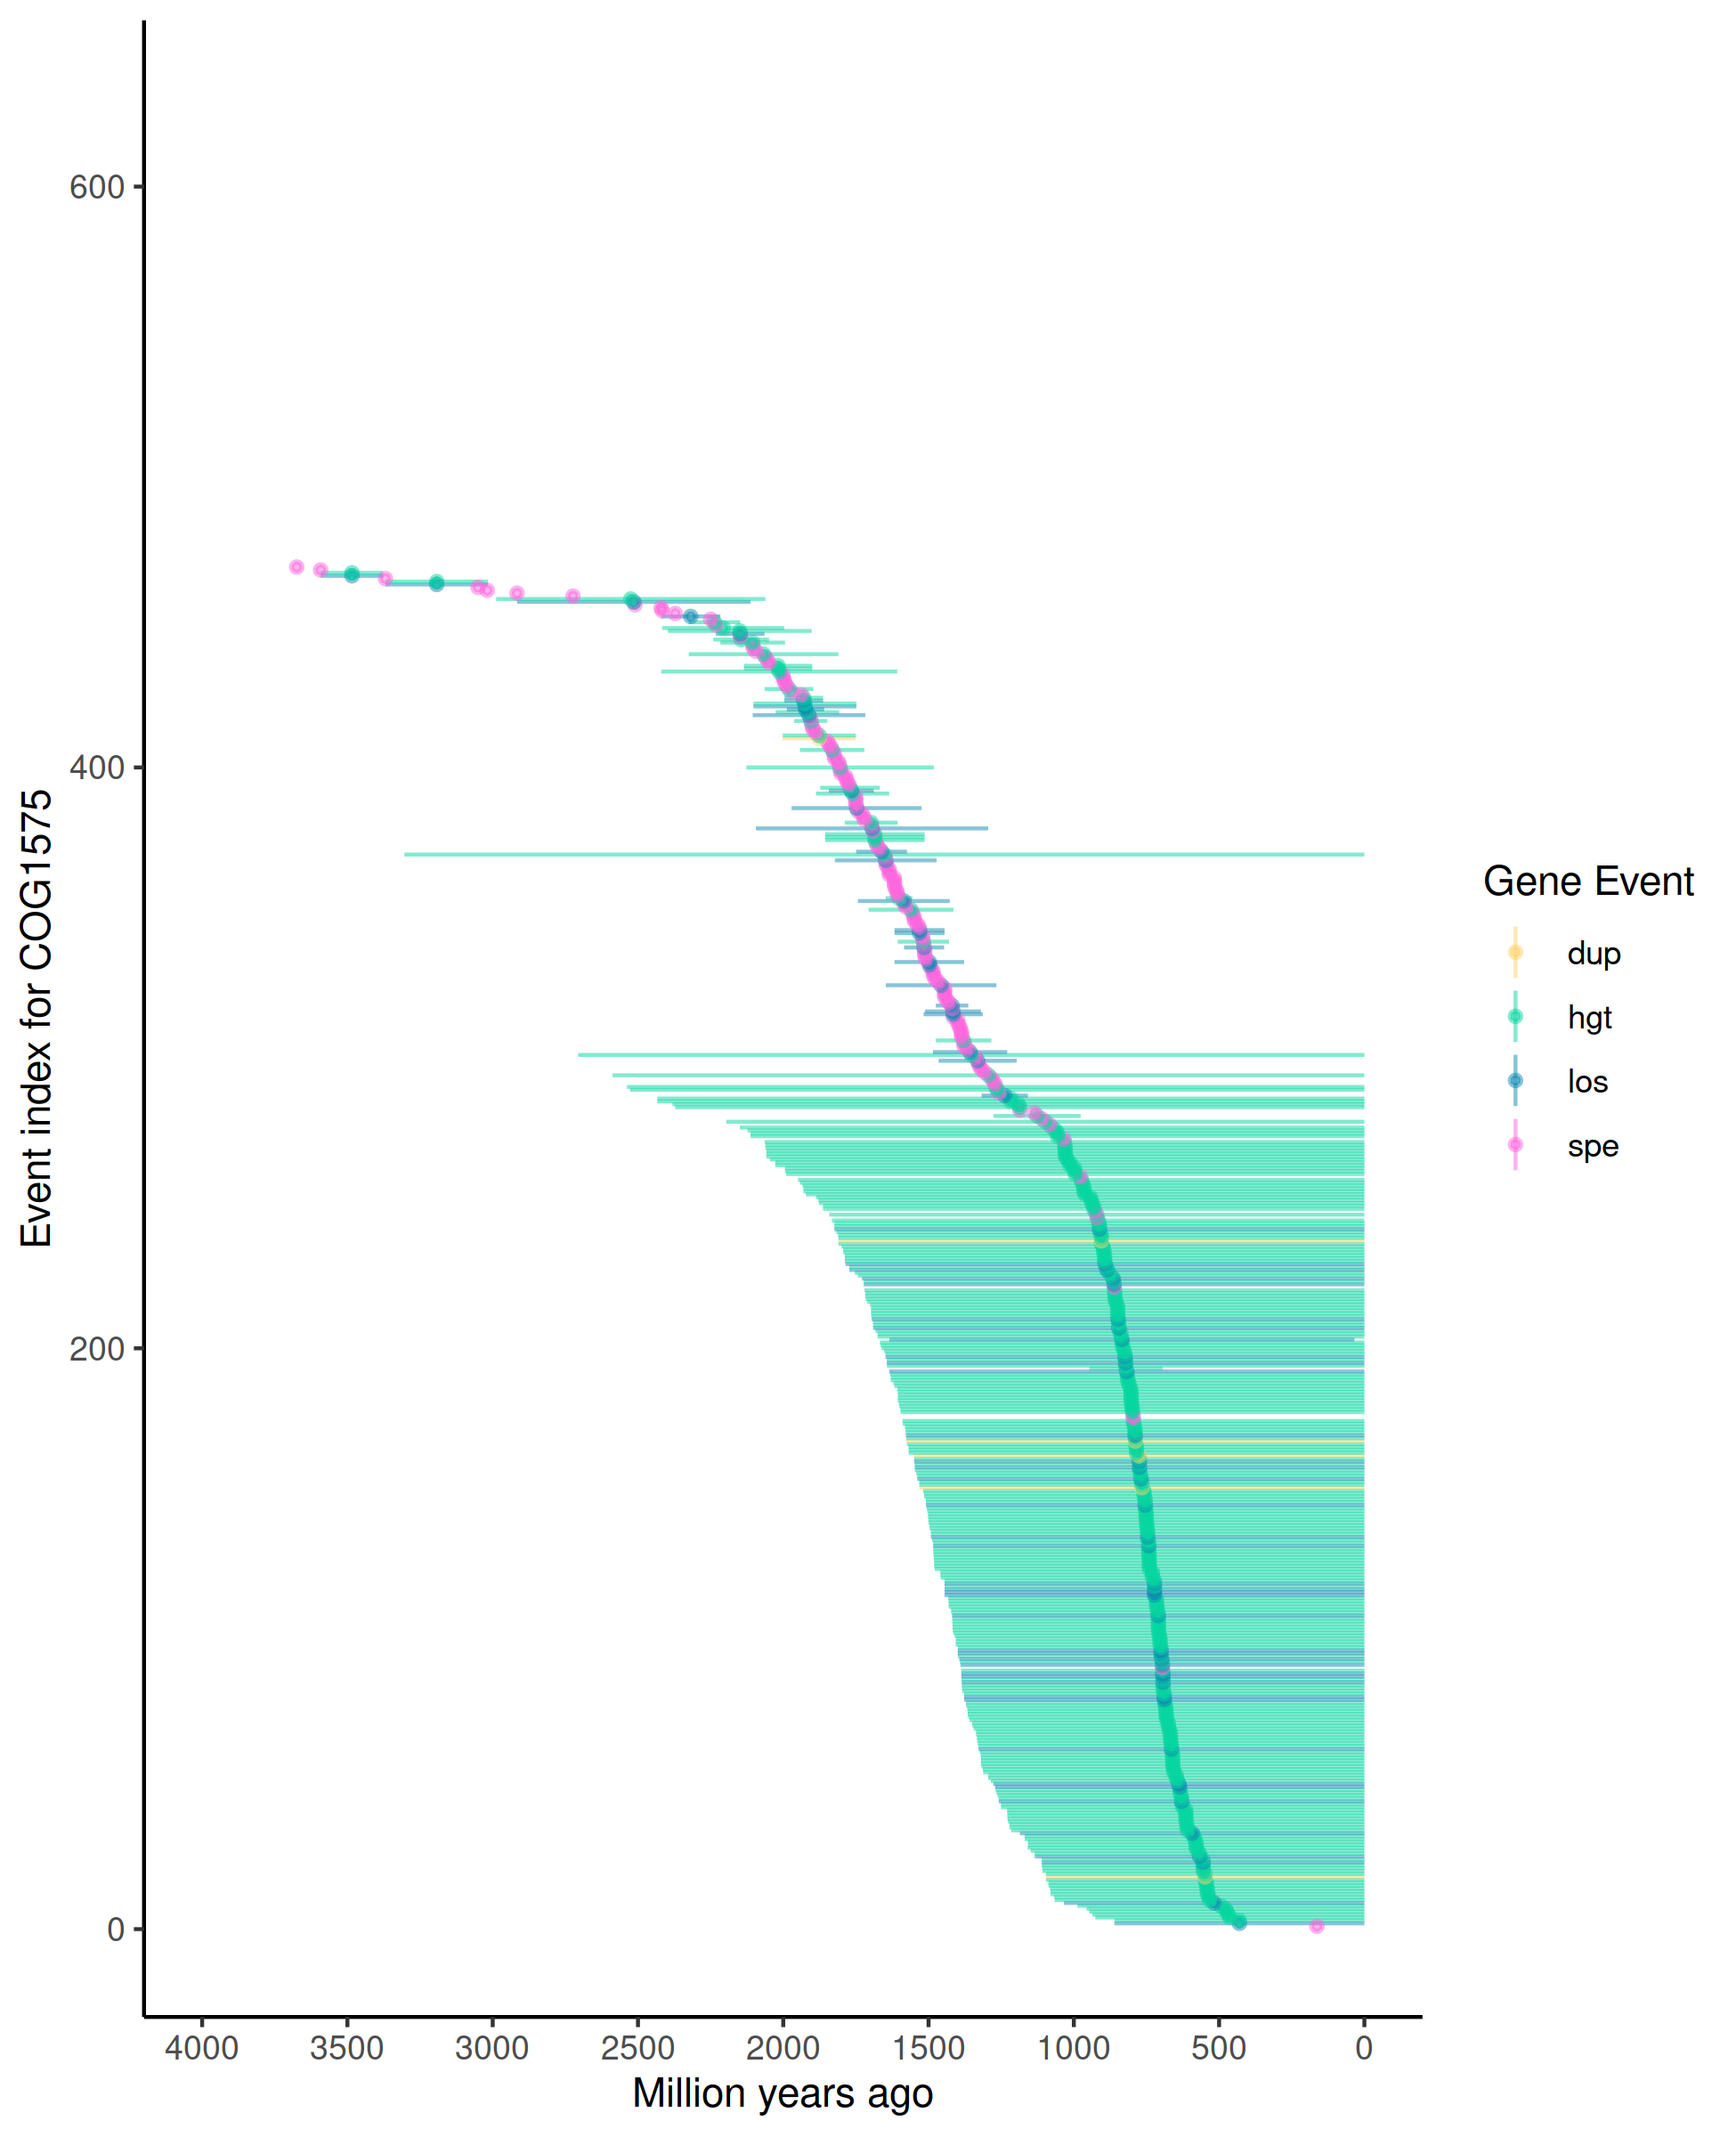 Event index for COG1575
600
400
200
0
4000 3500 3000 2500 2000 1500 1000 500 0
Million years ago
Gene Event
dup
hgt
los
spe